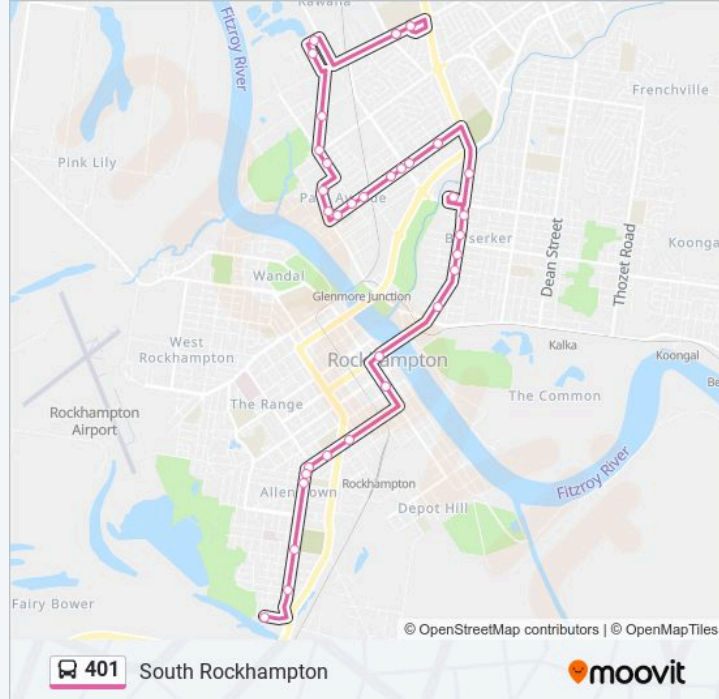 Kawana
Fitzroy River
Frenchville
Pink Lily
Park Avenue
Berserker
Dean Street
Thozet Road
Koonga
Wandal
Glenmore Junction
West
Rockhampton
Rockhampton
Kalka
Koongal
Be
The Range
The Common
Rockhampton
Airport
Allenstown
Rockhampton
Depot Hill
Fitzroy River
Fairy Bower
© OpenStreetMap contributors | © OpenMapTiles
401 South Rockhampton
moovit